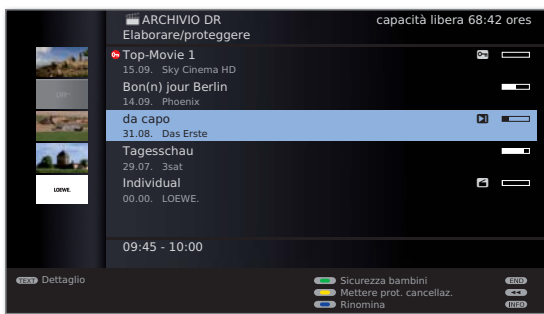 ARCHIVIO DR capacità libera 68:42 ores
Elaborare/proteggere
Top-Movie 1
15.09. Sky Cinema HD
Bon(n) jour Berlin
14.09. Phoenix
da capo
31.08. Das Erste
Tagesschau
29.07. 3sat
Individual
00.00. LOEWE.
LOEWE.
09:45 - 10:00
TEXT Dettaglio
Sicurezza bambini END
Mettere prot. cancellaz.
Rinomina INFO